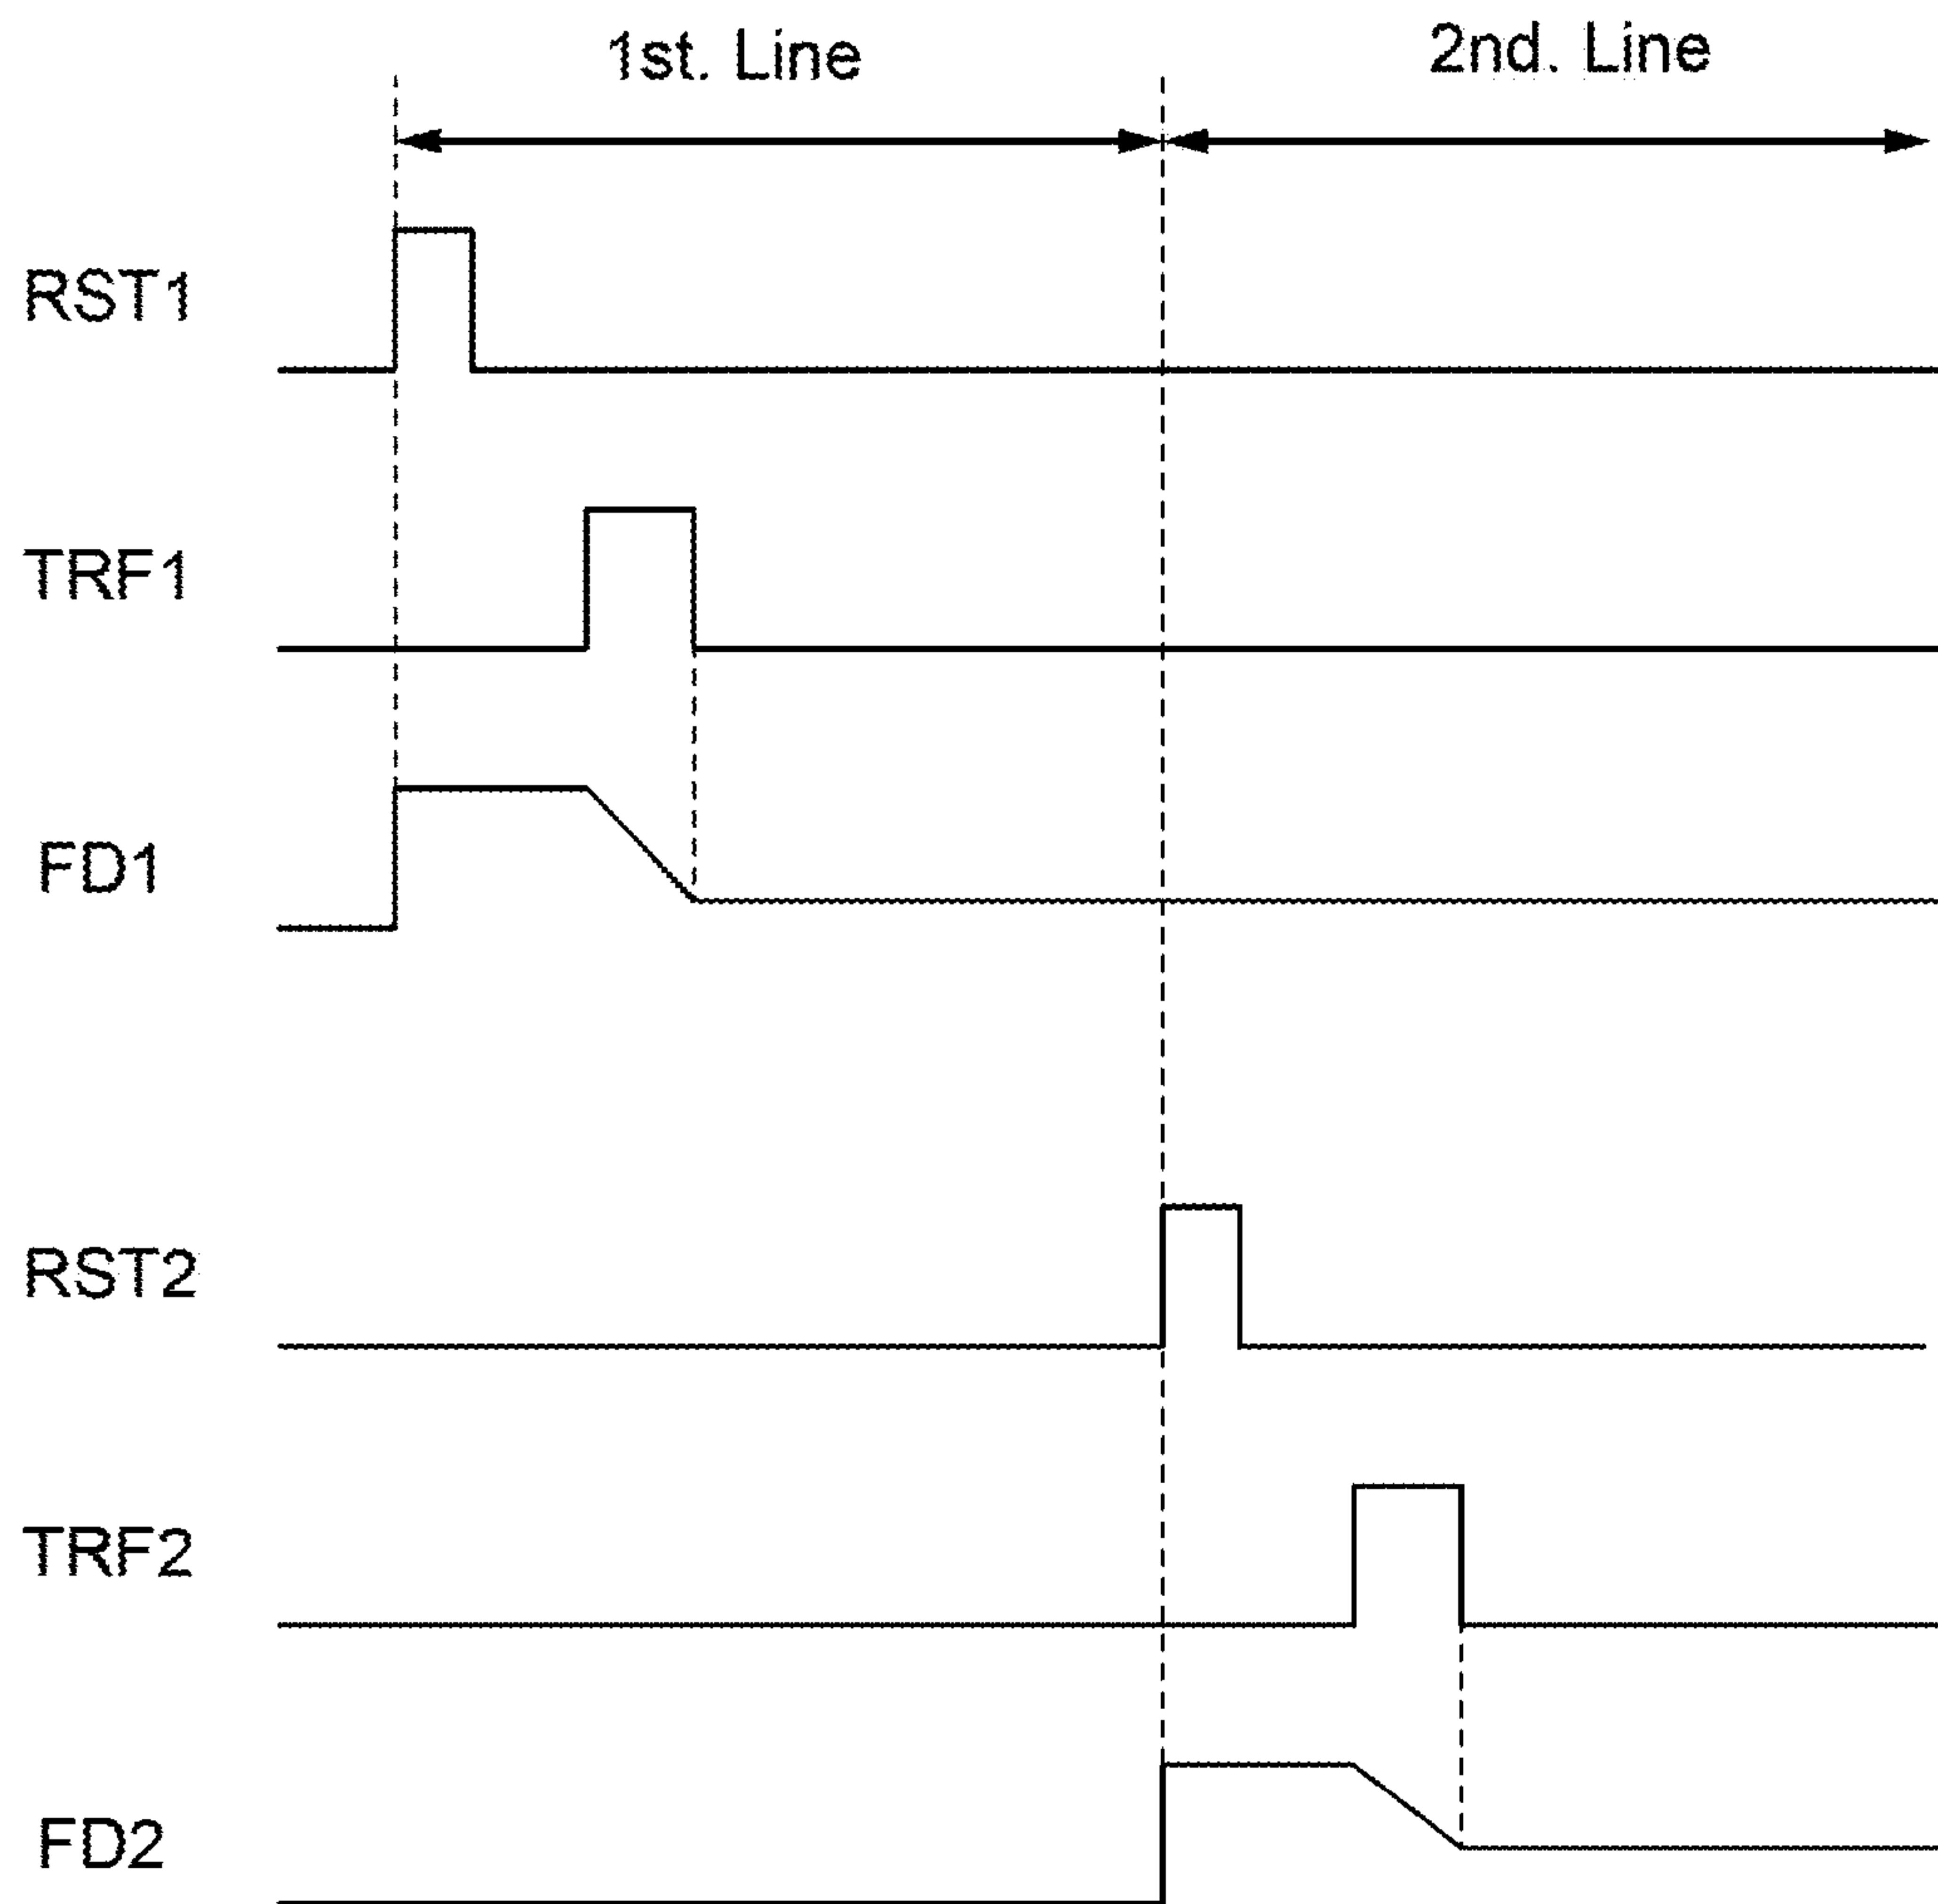 1st. Line
2nd. Line
RST1
TRF1
FD1
RST2
TRF2
FD2